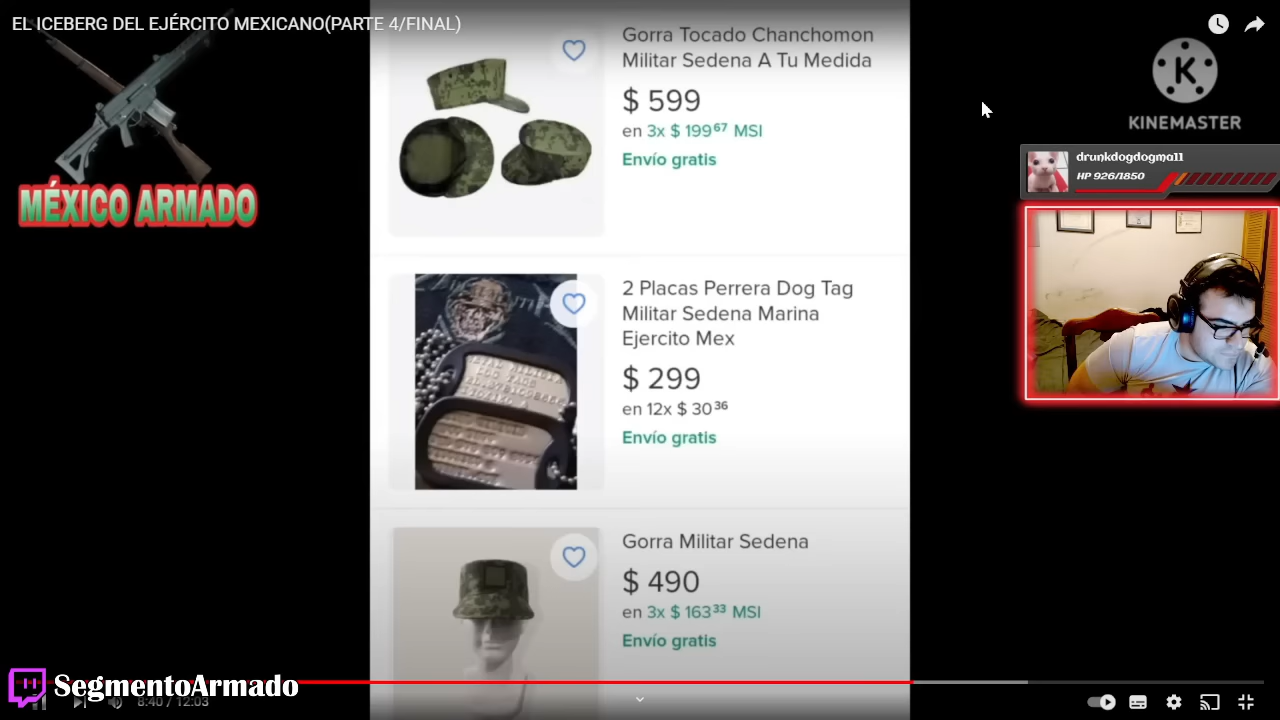 EL ICEBERG DEL EJÉRCITO MEXICANO(PARTE 4/FINAL)
MÉXICO ARMADO
Gorra Tocado Chanchomon
Militar Sedena A Tu Medida
$ 599
en 3x $ 199⁶⁷ MSI
Envío gratis
2 Placas Perrera Dog Tag
Militar Sedena Marina
Ejercito Mex
$ 299
en 12x $ 30³⁶
Envío gratis
Gorra Militar Sedena
$ 490
en 3x $ 163³³ MSI
Envío gratis
K
KINEMASTER
drunkdogdogma11
HP 926/1850
SegmentoArmado
8:40 / 12:03